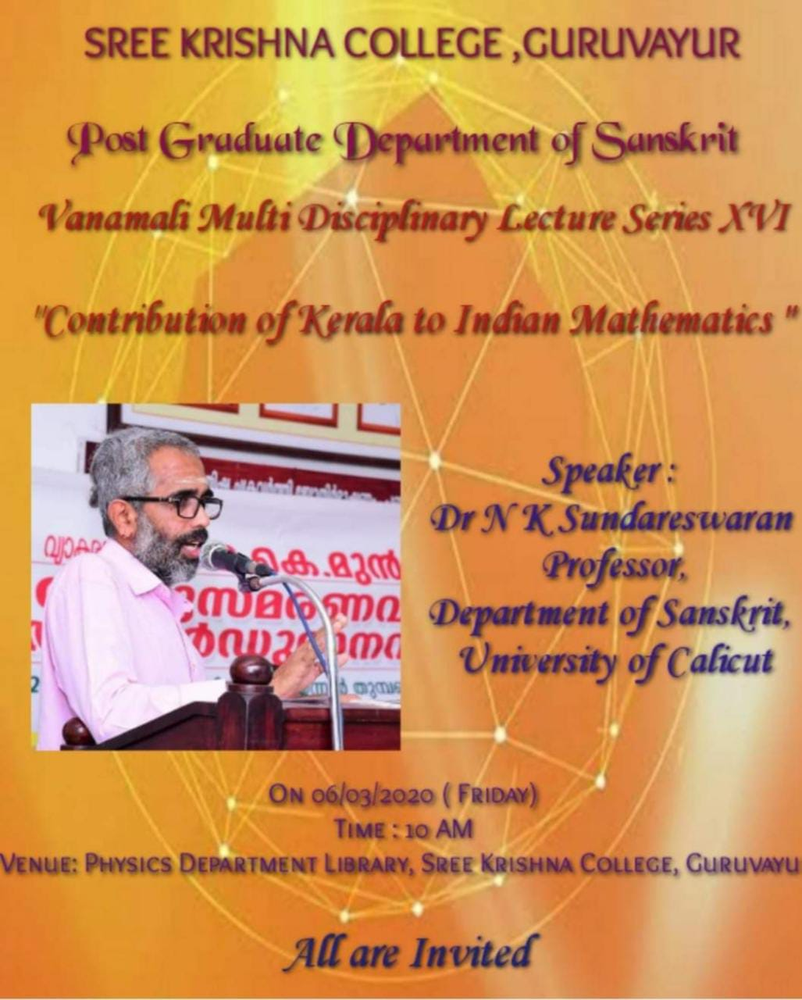 SREE KRISHNA COLLEGE ,GURUVAYUR
Post Graduate Department of Sanskrit
Vanamali Multi Disciplinary Lecture Series XVI
"Contribution of Kerala to Indian Mathematics "
Speaker :
Dr N K Sundareswaran
Professor,
Department of Sanskrit,
University of Calicut
കെ.മുൻ
സ്മരണവ
On 06/03/2020 ( Friday)
Time : 10 AM
Venue: Physics Department Library, Sree Krishna College, Guruvayu
All are Invited